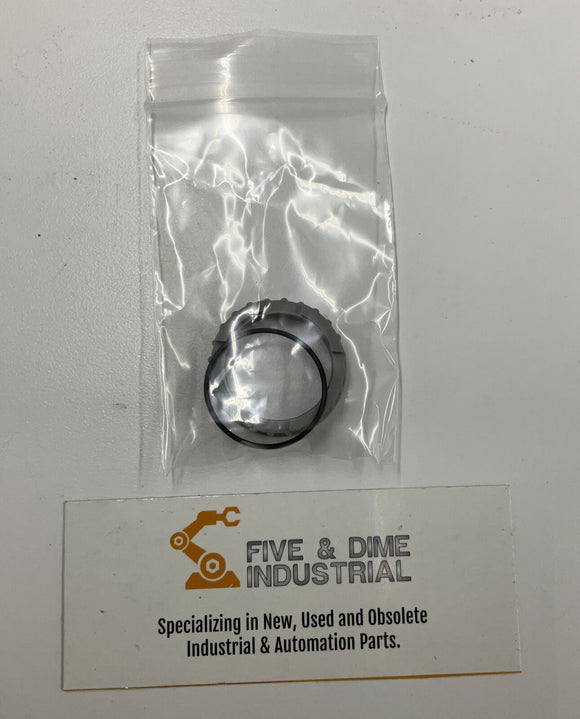 FIVE & DIME
INDUSTRIAL
Specializing in New, Used and Obsolete
Industrial & Automation Parts.